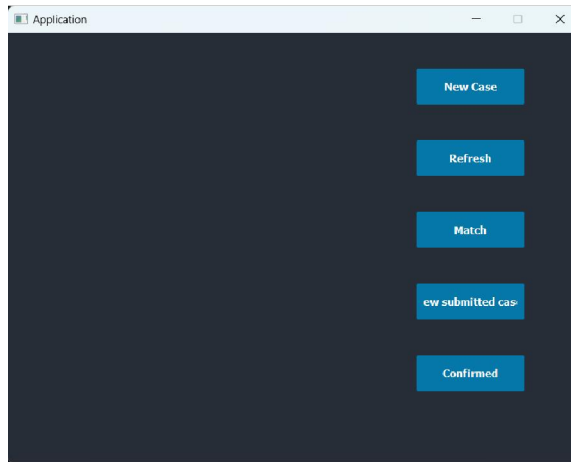 Application
New Case
Refresh
Match
ew submitted cas
Confirmed